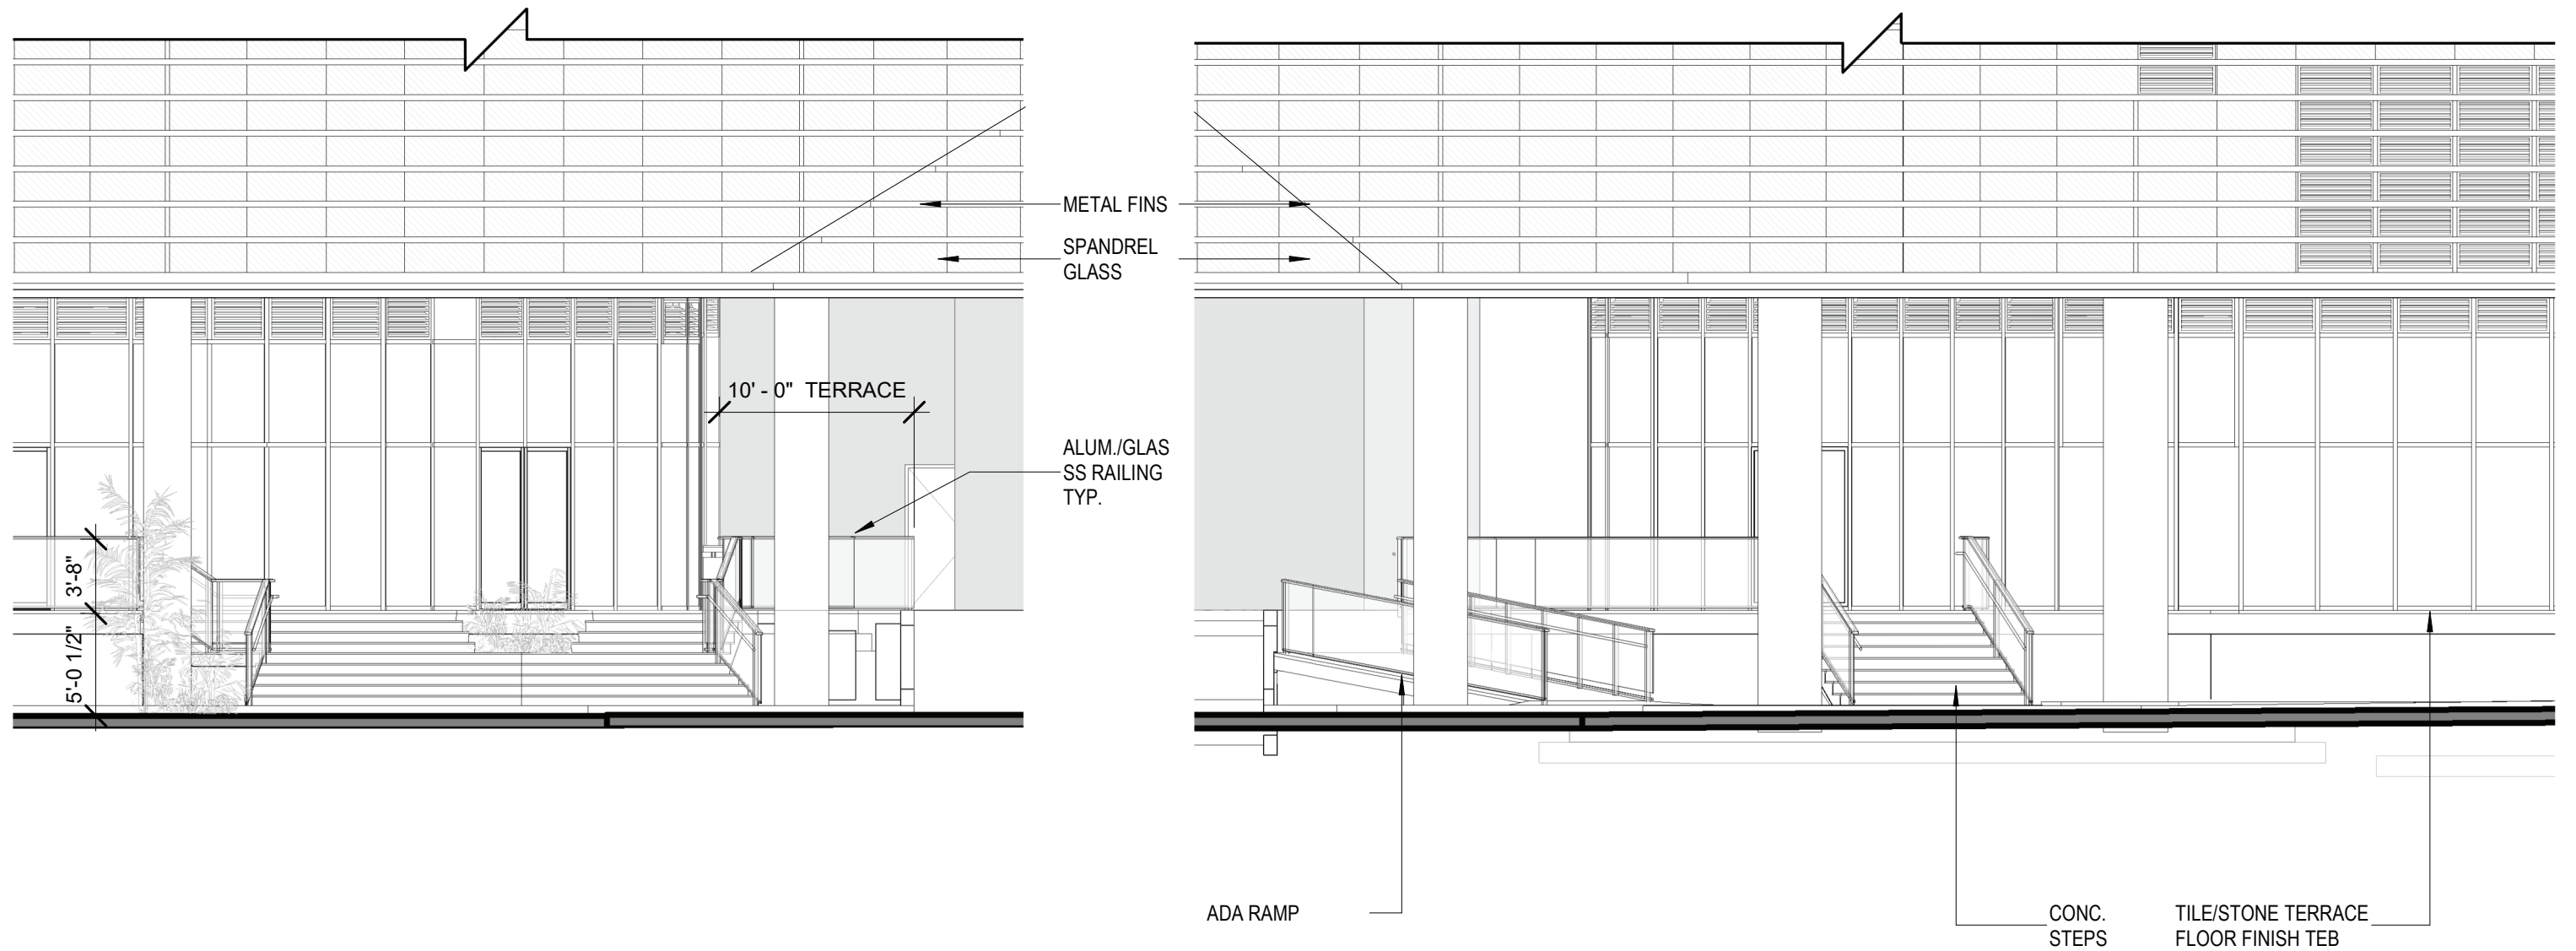 METAL FINS
SPANDREL
GLASS
10' - 0" TERRACE
ALUM./GLAS
SS RAILING
TYP.
3'-8"
5'-0 1/2"
ADA RAMP
CONC.
STEPS
TILE/STONE TERRACE
FLOOR FINISH TEB